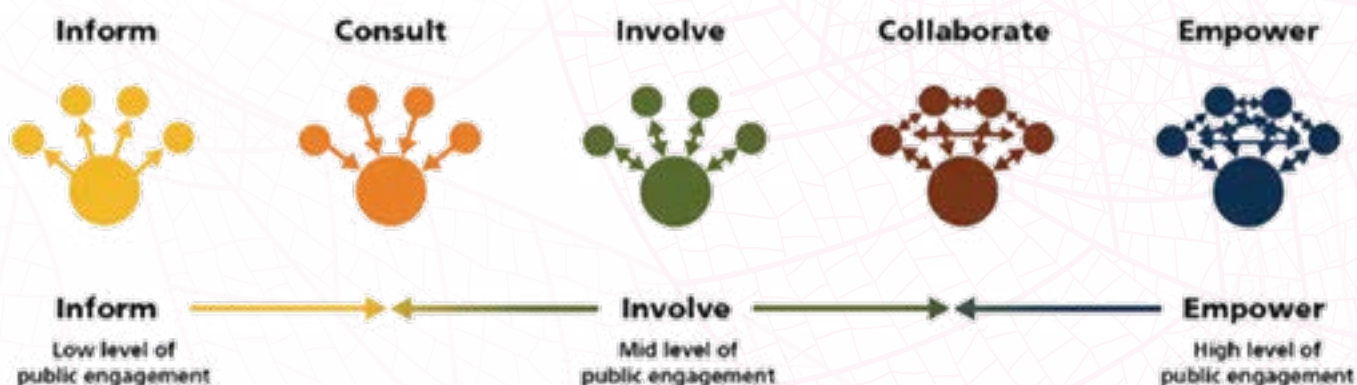 Inform Consult Involve Collaborate Empower
Inform Involve Empower
Low level of Mid level of High level of
public engagement public engagement public engagement